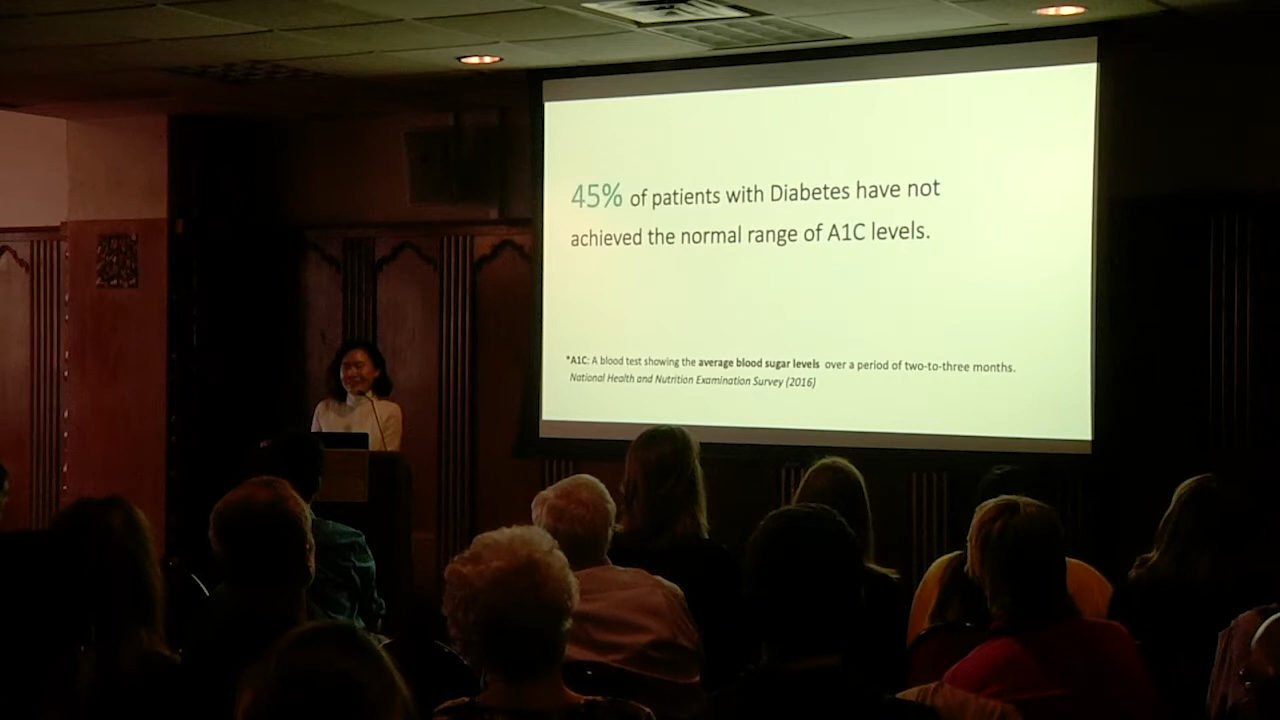 45% of patients with Diabetes have not
achieved the normal range of A1C levels.
*A1C: A blood test showing the average blood sugar levels over a period of two-to-three months.
National Health and Nutrition Examination Survey (2016)